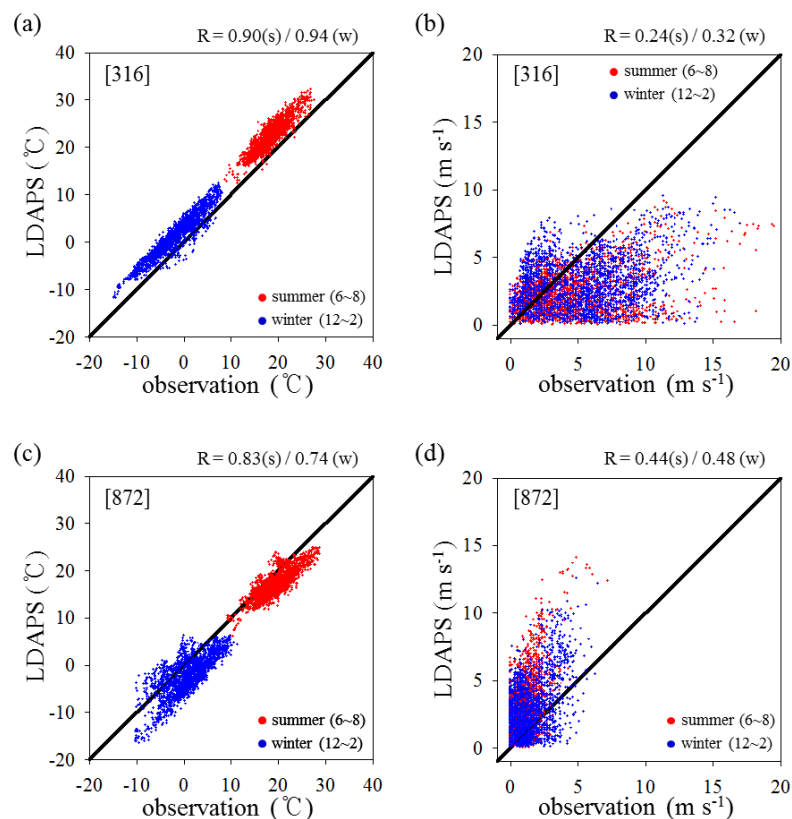 (a)
R = 0.90(s) / 0.94 (w)
[316]
40
30
20
10
0
-10
-20
LDAPS (℃)
summer (6~8)
winter (12~2)
-20 -10 0 10 20 30 40
observation (℃)
(b)
R = 0.24(s) / 0.32 (w)
[316]
summer (6~8)
winter (12~2)
20
15
10
5
0
LDAPS (m s⁻¹)
0 5 10 15 20
observation (m s⁻¹)
(c)
R = 0.83(s) / 0.74 (w)
[872]
40
30
20
10
0
-10
-20
LDAPS (℃)
summer (6~8)
winter (12~2)
-20 -10 0 10 20 30 40
observation (℃)
(d)
R = 0.44(s) / 0.48 (w)
[872]
20
15
10
5
0
LDAPS (m s⁻¹)
summer (6~8)
winter (12~2)
0 5 10 15 20
observation (m s⁻¹)